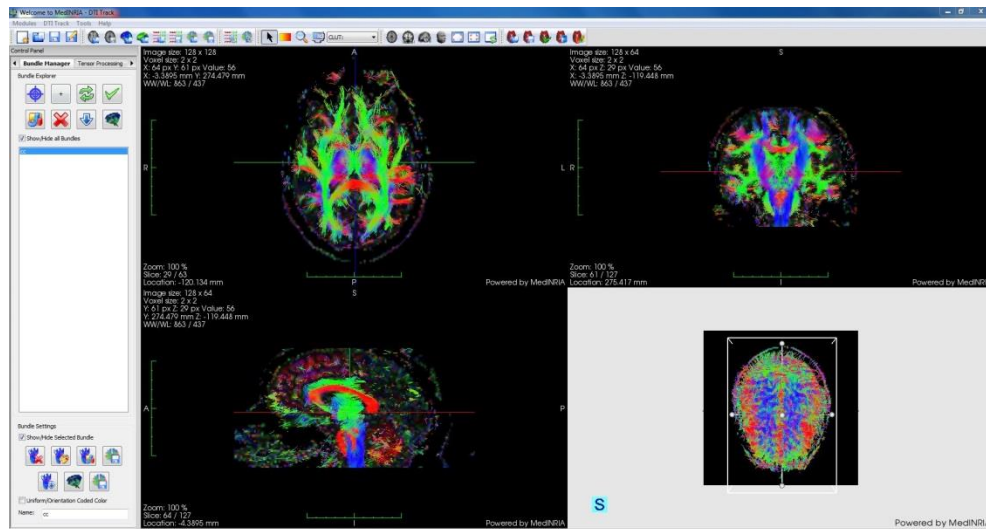 Welcome to MedINRIA - DTI Track
Modules DTI Track Tools Help
CLUT:
Control Panel
Bundle Manager Tensor Processing
Bundle Explorer
Show/Hide all Bundles
cc
Bundle Settings
Show/Hide Selected Bundle
Uniform/Orientation Coded Color
Name: cc
Image size: 128 x 128
Voxel size: 2 x 2
X: 64 px Y: 61 px Value: 56
X: -3.3895 mm Y: 274.479 mm
WW/WL: 863 / 437
A
R
L
P
Zoom: 100 %
Slice: 29 / 63
Location: -120.134 mm
Powered by MedINRIA
Image size: 128 x 64
Voxel size: 2 x 2
X: 64 px Z: 29 px Value: 56
X: -3.3895 mm Z: -119.448 mm
WW/WL: 863 / 437
S
R
I
Zoom: 100 %
Slice: 61 / 127
Location: 275.417 mm
Powered by MedINRIA
Image size: 128 x 64
Voxel size: 2 x 2
Y: 61 px Z: 29 px Value: 56
Y: 274.479 mm Z: -119.448 mm
WW/WL: 863 / 437
S
A
P
I
Zoom: 100 %
Slice: 64 / 127
Location: -4.3895 mm
Powered by MedINRIA
S
Powered by MedINRIA